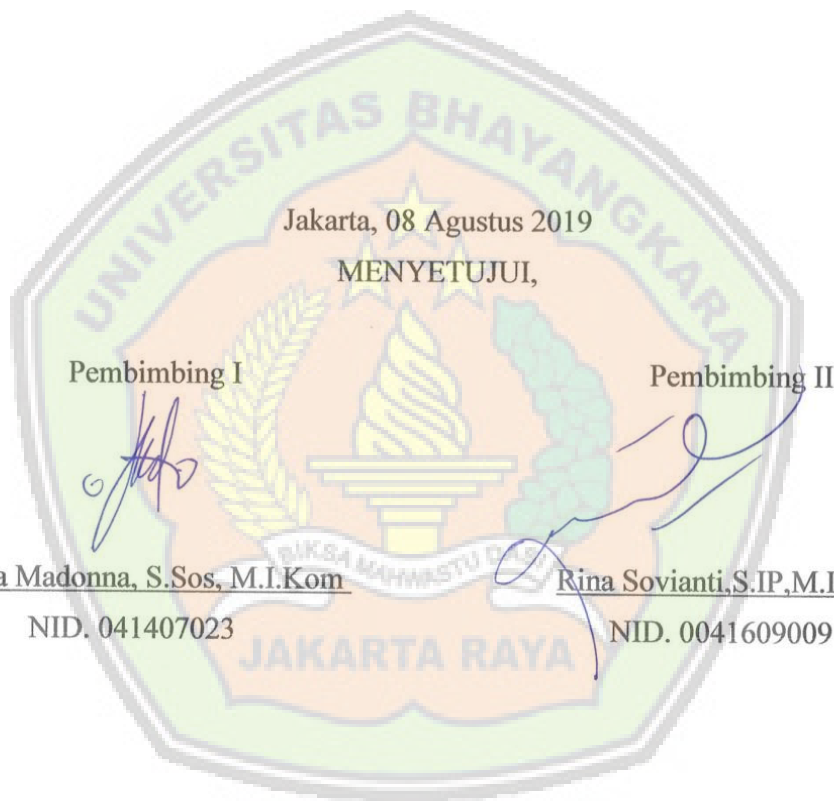 UNIVERSITAS BHAYANGKARA
Jakarta, 08 Agustus 2019
MENYETUJUI,
Pembimbing I Pembimbing II
a Madonna, S.Sos, M.I.Kom Rina Sovianti,S.IP,M.I
NID. 041407023 NID. 0041609009
JAKARTA RAYA